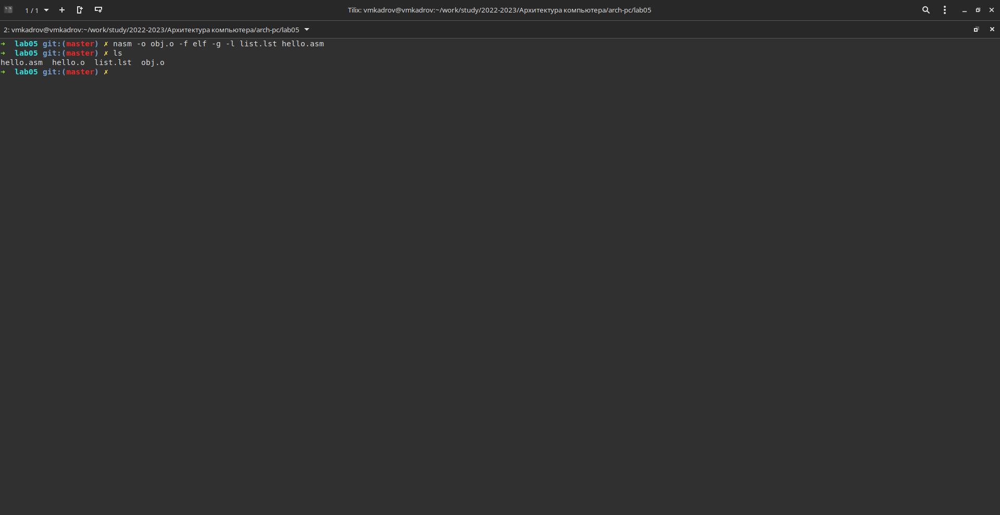 1 / 1
Tilix: vmkadrov@vmkadrov:~/work/study/2022-2023/Архитектура компьютера/arch-pc/lab05
2: vmkadrov@vmkadrov:~/work/study/2022-2023/Архитектура компьютера/arch-pc/lab05
➜  lab05 git:(master) ✗ nasm -o obj.o -f elf -g -l list.lst hello.asm
➜  lab05 git:(master) ✗ ls
hello.asm  hello.o  list.lst  obj.o
➜  lab05 git:(master) ✗